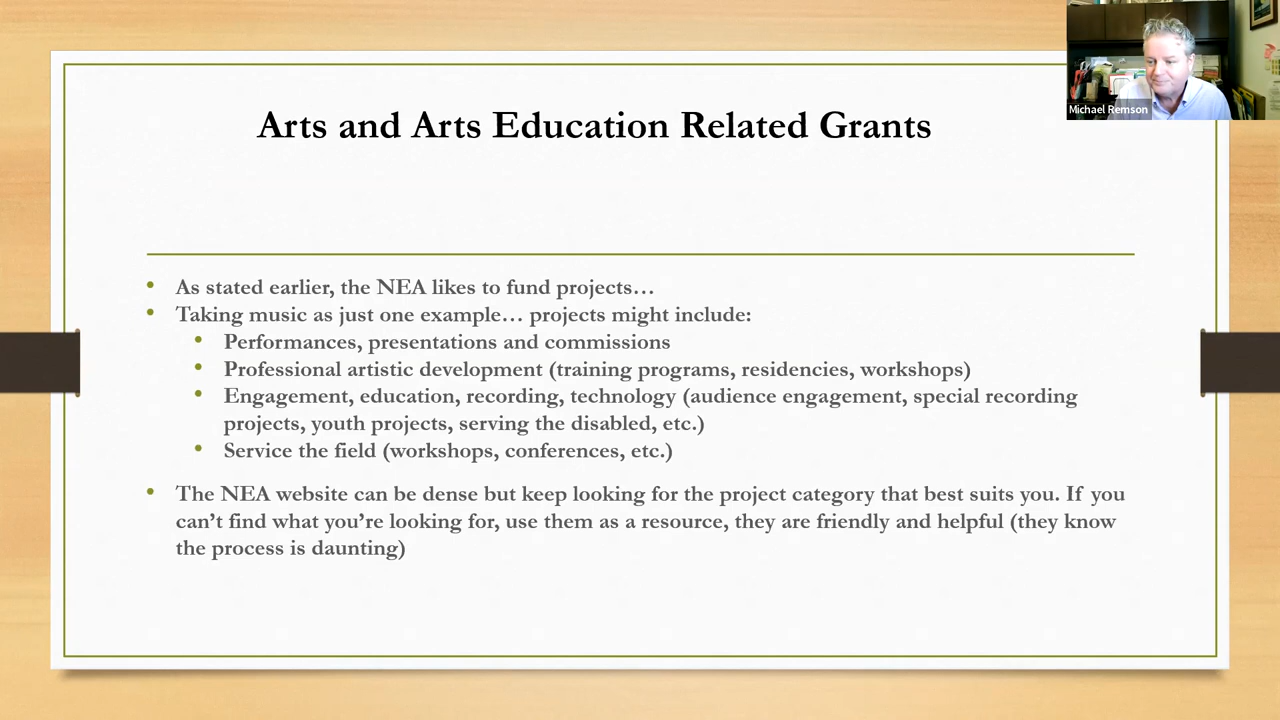 Michael Remson
Arts and Arts Education Related Grants
• As stated earlier, the NEA likes to fund projects…
• Taking music as just one example… projects might include:
• Performances, presentations and commissions
• Professional artistic development (training programs, residencies, workshops)
• Engagement, education, recording, technology (audience engagement, special recording
projects, youth projects, serving the disabled, etc.)
• Service the field (workshops, conferences, etc.)
• The NEA website can be dense but keep looking for the project category that best suits you. If you
can’t find what you’re looking for, use them as a resource, they are friendly and helpful (they know
the process is daunting)